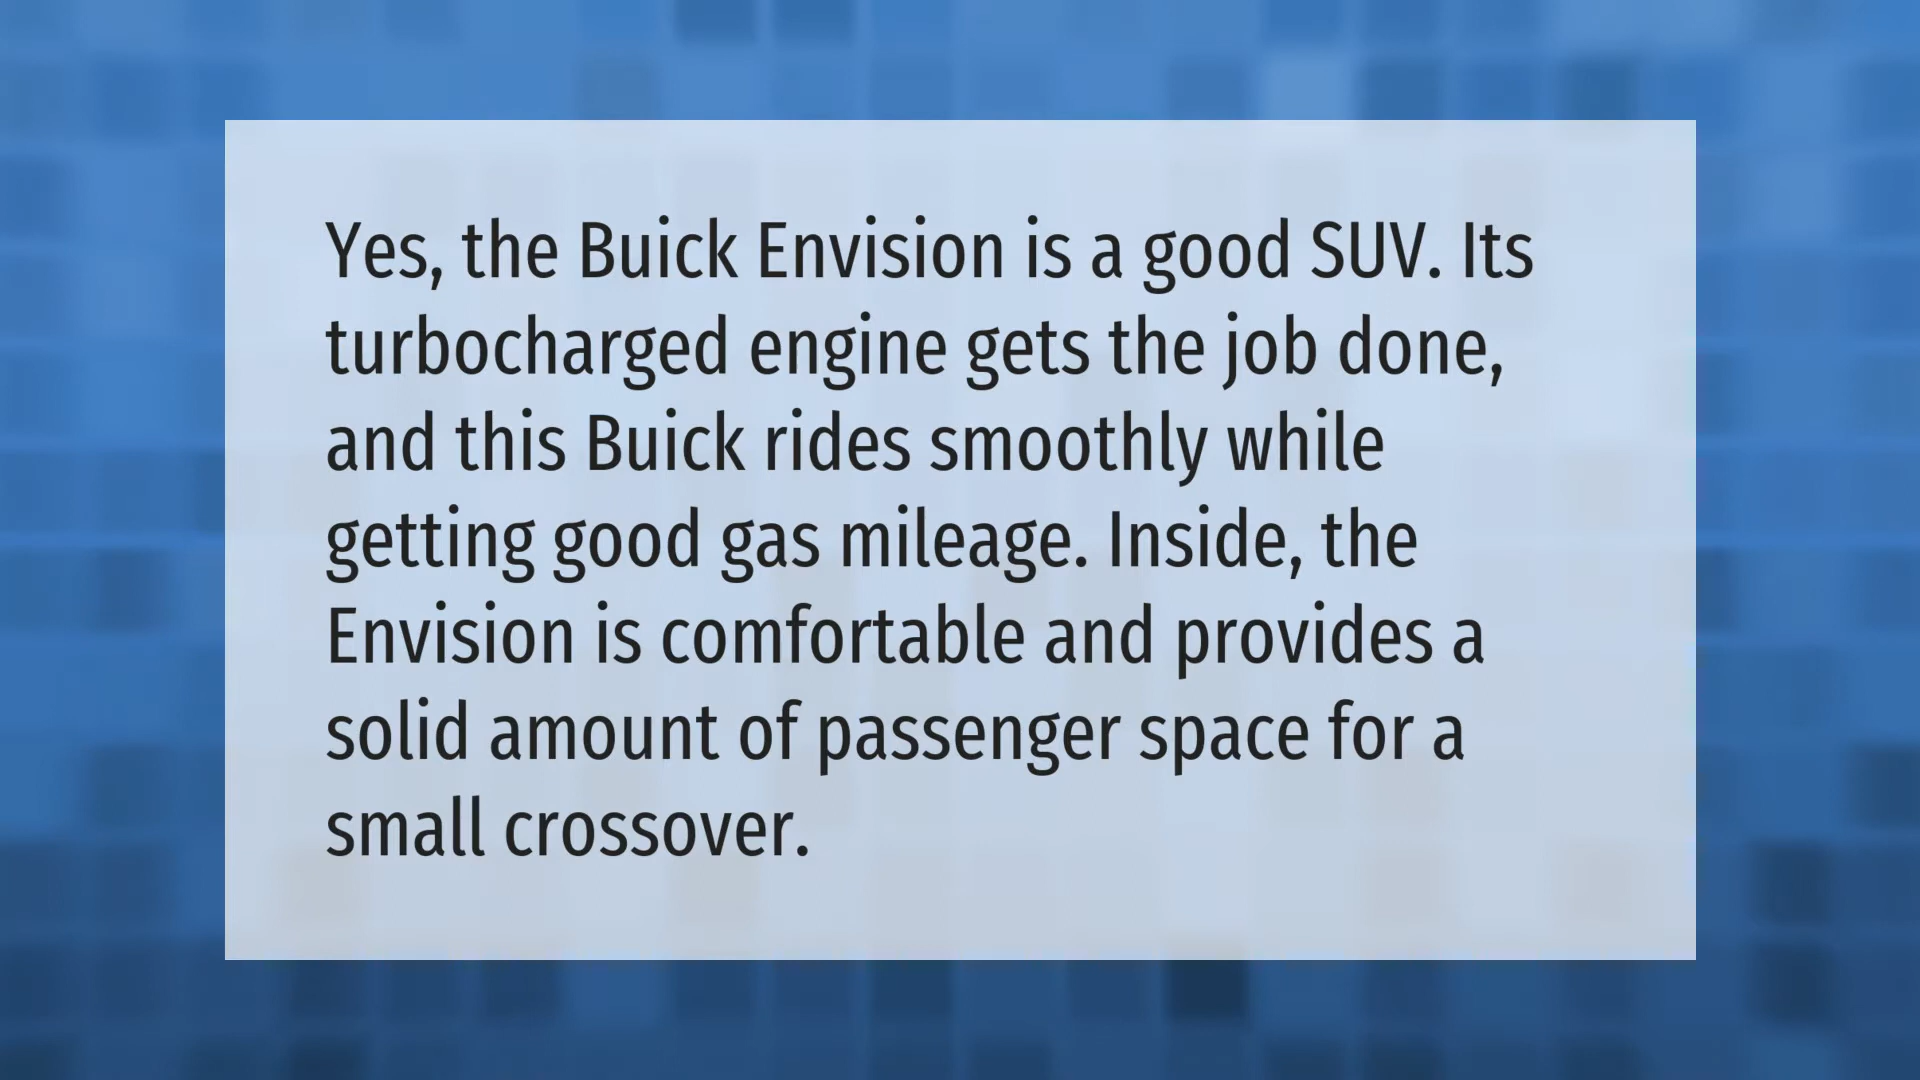 Yes, the Buick Envision is a good SUV. Its
turbocharged engine gets the job done,
and this Buick rides smoothly while
getting good gas mileage. Inside, the
Envision is comfortable and provides a
solid amount of passenger space for a
small crossover.